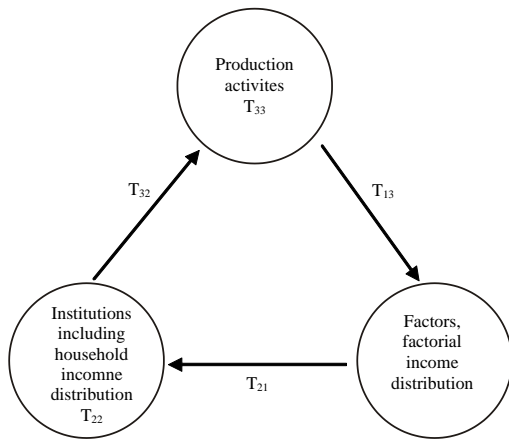 Production
activites
T₃₃
T₃₂
T₁₃
Institutions
including
household
incomne
distribution
T₂₂
Factors,
factorial
income
distribution
T₂₁